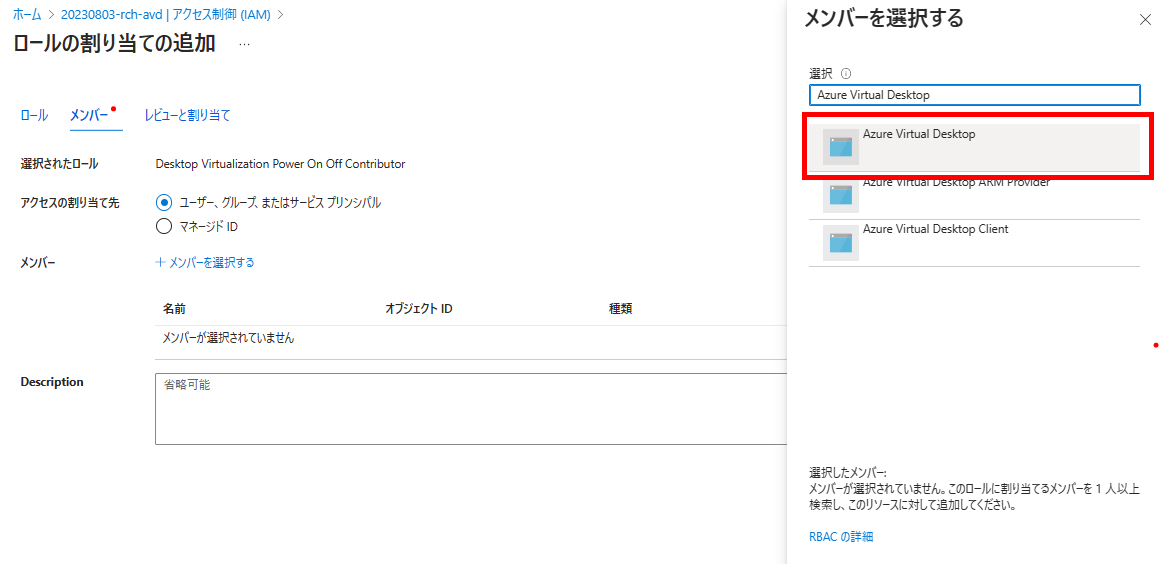 ホーム > 20230803-rch-avd | アクセス制御 (IAM) >
ロールの割り当ての追加 …
ロール メンバー レビューと割り当て
選択されたロール Desktop Virtualization Power On Off Contributor
アクセスの割り当て先 ユーザー、グループ、またはサービス プリンシパル
マネージド ID
メンバー + メンバーを選択する
名前 オブジェクト ID 種類
メンバーが選択されていません
Description 省略可能
メンバーを選択する
選択
Azure Virtual Desktop
Azure Virtual Desktop
Azure Virtual Desktop ARM Provider
Azure Virtual Desktop Client
選択したメンバー:
メンバーが選択されていません。このロールに割り当てるメンバーを 1 人以上
検索し、このリソースに対して追加してください。
RBAC の詳細